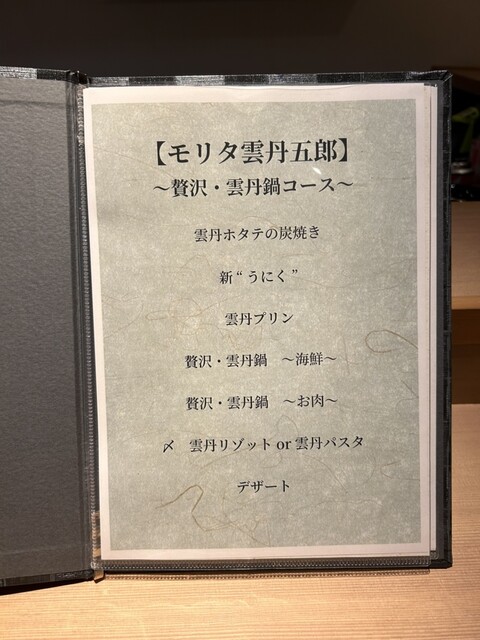 【モリタ雲丹五郎】
〜贅沢・雲丹鍋コース〜
雲丹ホタテの炭焼き
新“うにく”
雲丹プリン
贅沢・雲丹鍋　〜海鮮〜
贅沢・雲丹鍋　〜お肉〜
〆　雲丹リゾット or 雲丹パスタ
デザート